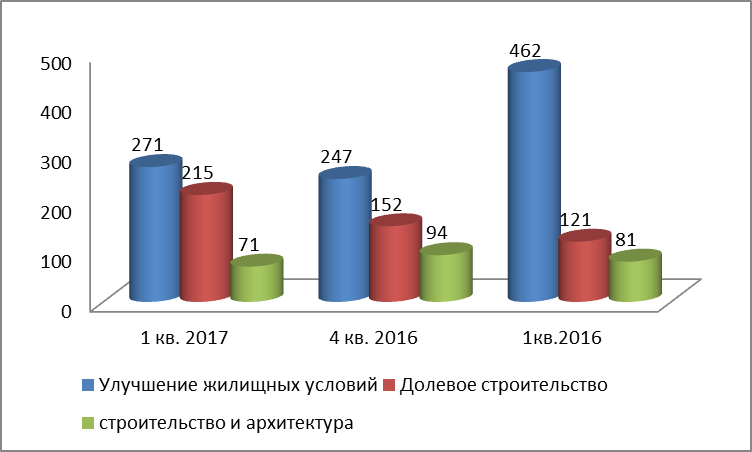 462
500
400
271
247
300
215
152
200
121
94
81
71
100
0
1 кв. 2017
4 кв. 2016
1кв.2016
Улучшение жилищных условий
Долевое строительство
строительство и архитектура